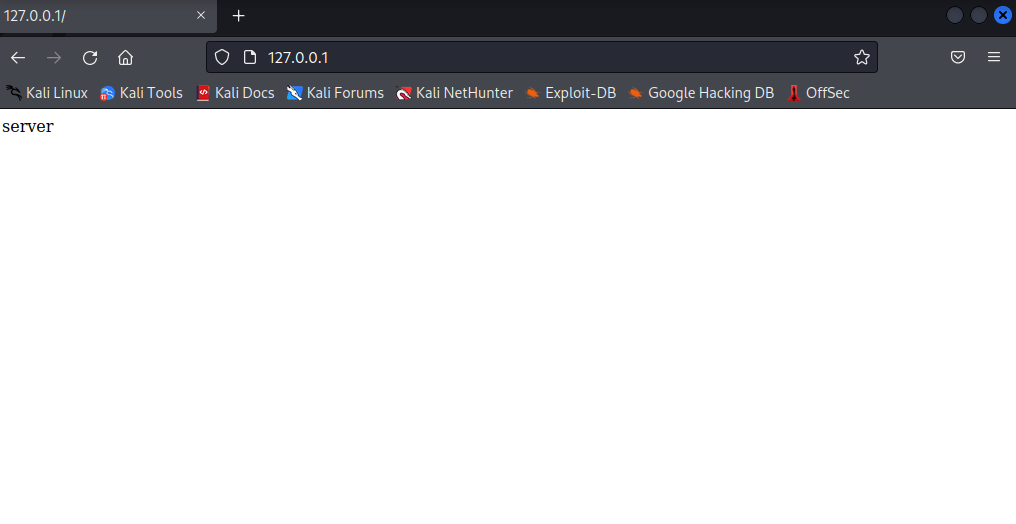 127.0.0.1/
127.0.0.1
Kali Linux Kali Tools Kali Docs Kali Forums Kali NetHunter Exploit-DB Google Hacking DB OffSec
server